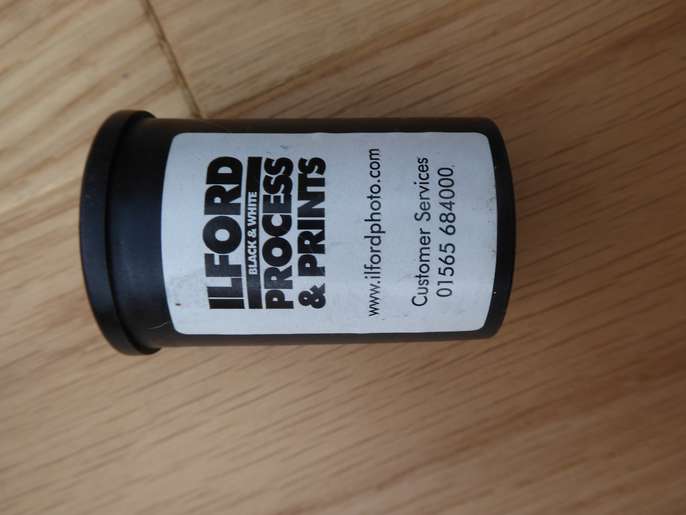 ILFORD
BLACK & WHITE
PROCESS
& PRINTS
www.ilfordphoto.com
Customer Services
01565 684000